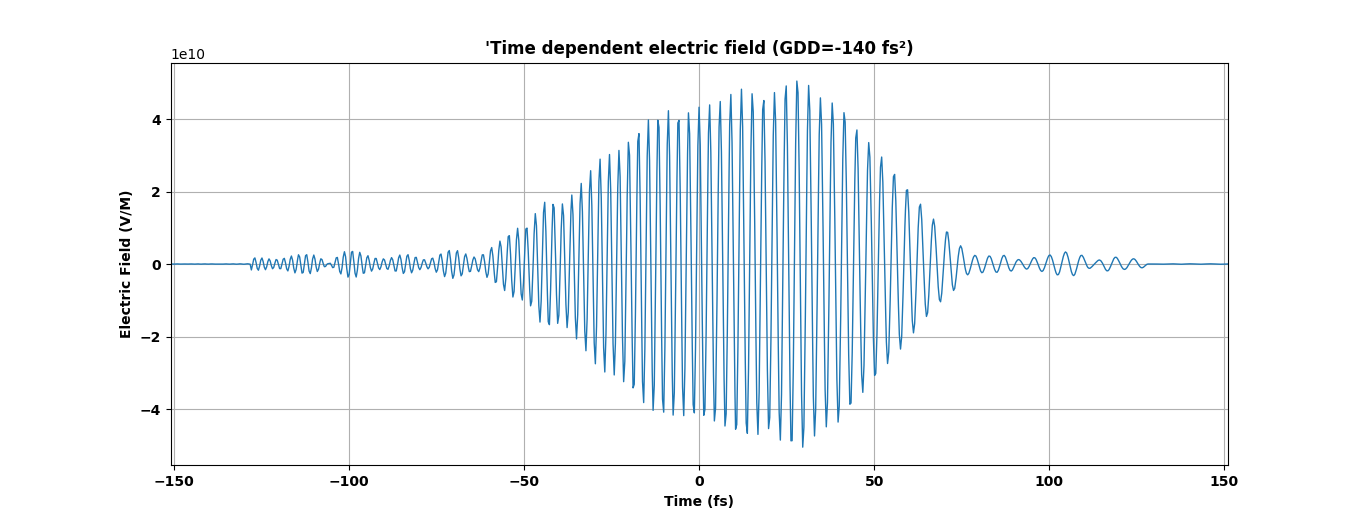 'Time dependent electric field (GDD=-140 fs²)
1e10
4
2
0
−2
−4
Electric Field (V/M)
−150 −100 −50 0 50 100 150
Time (fs)